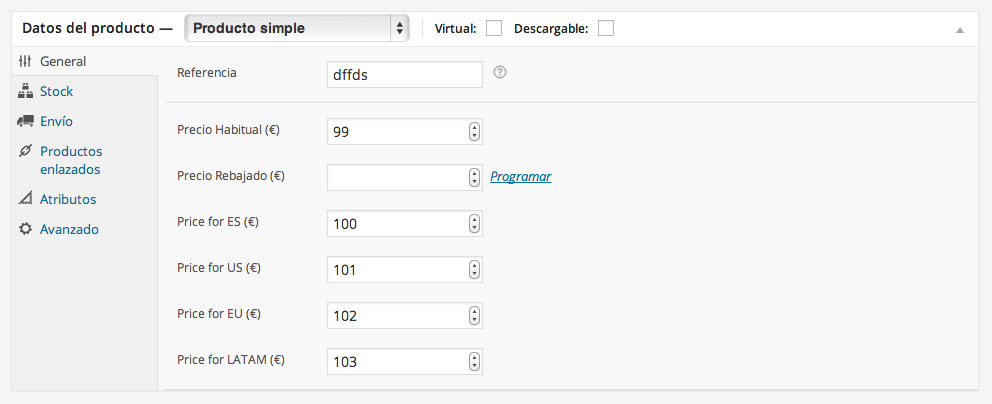 Datos del producto — Producto simple Virtual: Descargable:
General
Stock
Envío
Productos
enlazados
Atributos
Avanzado
Referencia dffds
Precio Habitual (€) 99
Precio Rebajado (€) Programar
Price for ES (€) 100
Price for US (€) 101
Price for EU (€) 102
Price for LATAM (€) 103